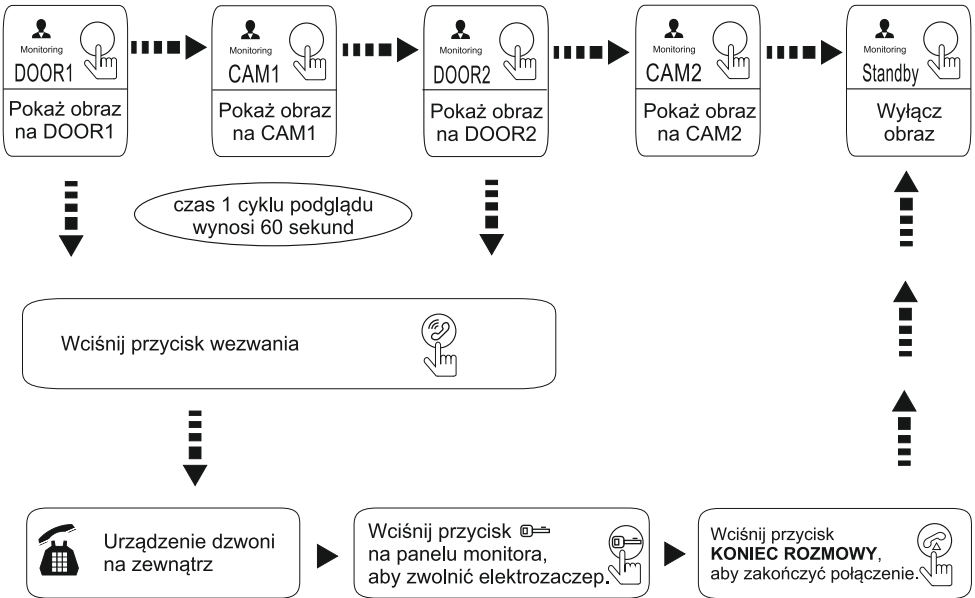 Monitoring
DOOR1
Pokaż obraz
na DOOR1
Monitoring
CAM1
Pokaż obraz
na CAM1
Monitoring
DOOR2
Pokaż obraz
na DOOR2
Monitoring
CAM2
Pokaż obraz
na CAM2
Monitoring
Standby
Wyłącz
obraz
czas 1 cyklu podglądu
wynosi 60 sekund
Wciśnij przycisk wezwania
Urządzenie dzwoni
na zewnątrz
Wciśnij przycisk
na panelu monitora,
aby zwolnić elektrozaczep.
Wciśnij przycisk
KONIEC ROZMOWY,
aby zakończyć połączenie.